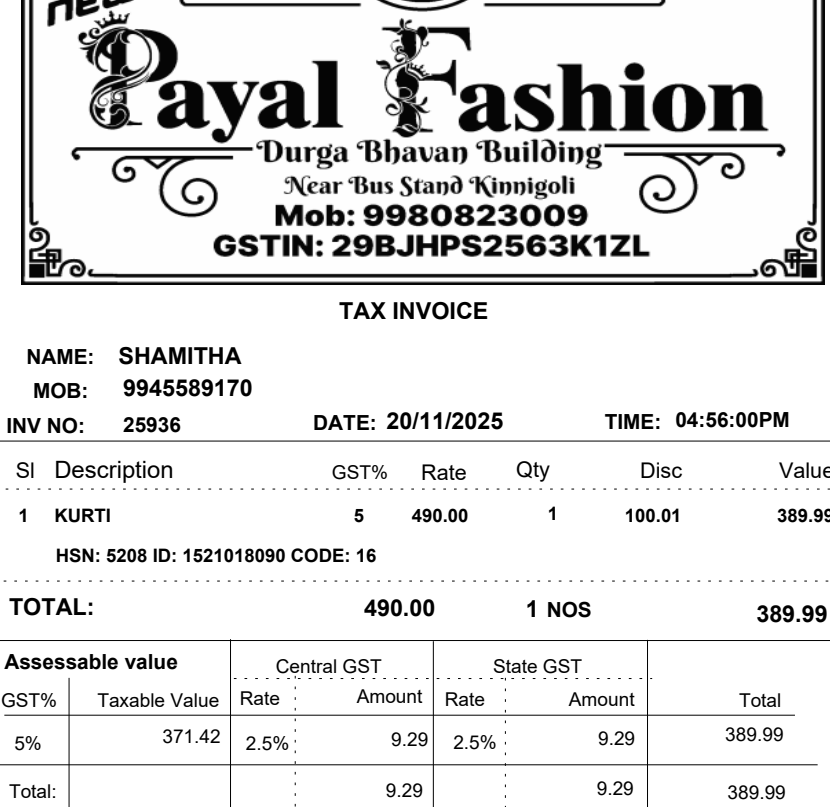 new
Payal Fashion
Durga Bhavan Building
Near Bus Stand Kinnigoli
Mob: 9980823009
GSTIN: 29BJHPS2563K1ZL
TAX INVOICE
NAME: SHAMITHA
MOB: 9945589170
INV NO: 25936 DATE: 20/11/2025 TIME: 04:56:00PM
Sl Description GST% Rate Qty Disc Value
1 KURTI 5 490.00 1 100.01 389.99
HSN: 5208 ID: 1521018090 CODE: 16
TOTAL: 490.00 1 NOS 389.99
Assessable value Central GST State GST
GST% Taxable Value Rate Amount Rate Amount Total
5% 371.42 2.5% 9.29 2.5% 9.29 389.99
Total: 9.29 9.29 389.99